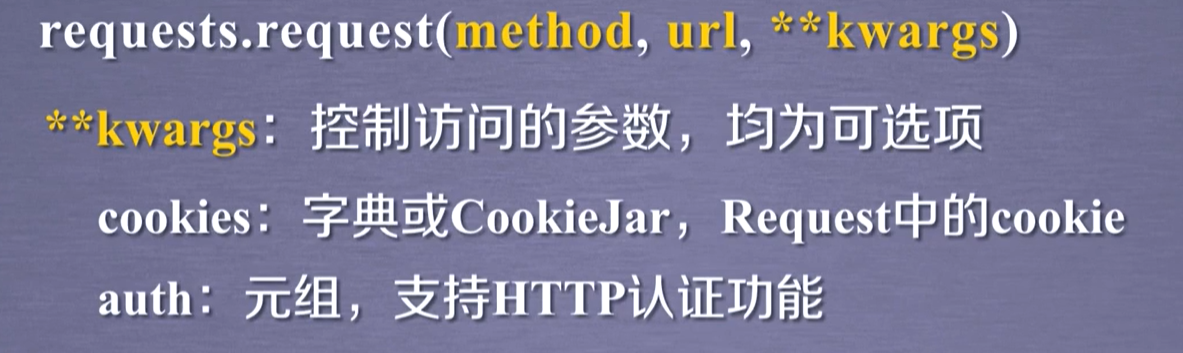 requests.request(method, url, **kwargs)
**kwargs：控制访问的参数，均为可选项
cookies：字典或CookieJar，Request中的cookie
auth：元组，支持HTTP认证功能